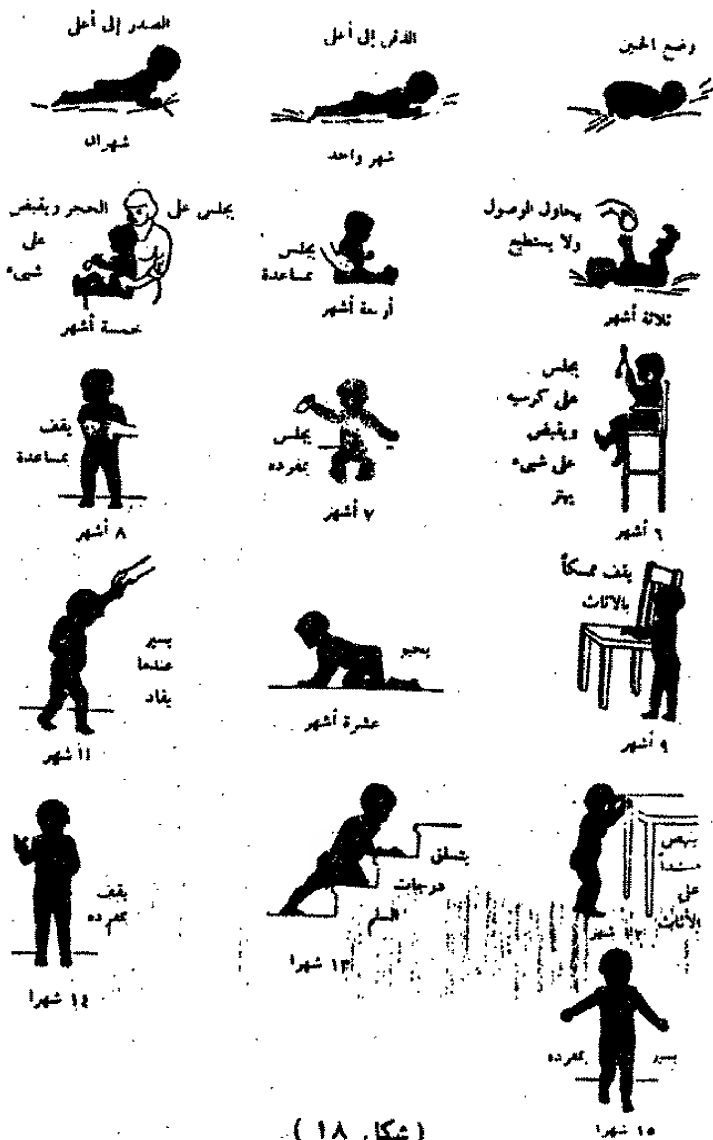 وضع الجنين
الذقن إلى أعلى
شهر واحد
الصدر إلى أعلى
شهران
يحاول الوصول
ولا يستطيع
ثلاثة أشهر
يجلس
بمساعدة
أربعة أشهر
يجلس على الحجر ويقبض
على
شيء
خمسة أشهر
يجلس
على كرسيه
ويقبض
على شيء
يهتز
٦ أشهر
يجلس
بمفرده
٧ أشهر
يقف
بمساعدة
٨ أشهر
يقف ممسكاً
بالأثاث
٩ أشهر
يحبو
عشرة أشهر
يسير
عندما
يقاد
١١ شهر
ينهض
مستنداً
على
الأثاث
١٢ شهر
يتسلق
درجات
السلم
١٣ شهرا
يقف
بمفرده
١٤ شهرا
يسير بمفرده
١٥ شهرا
(شكل ١٨)